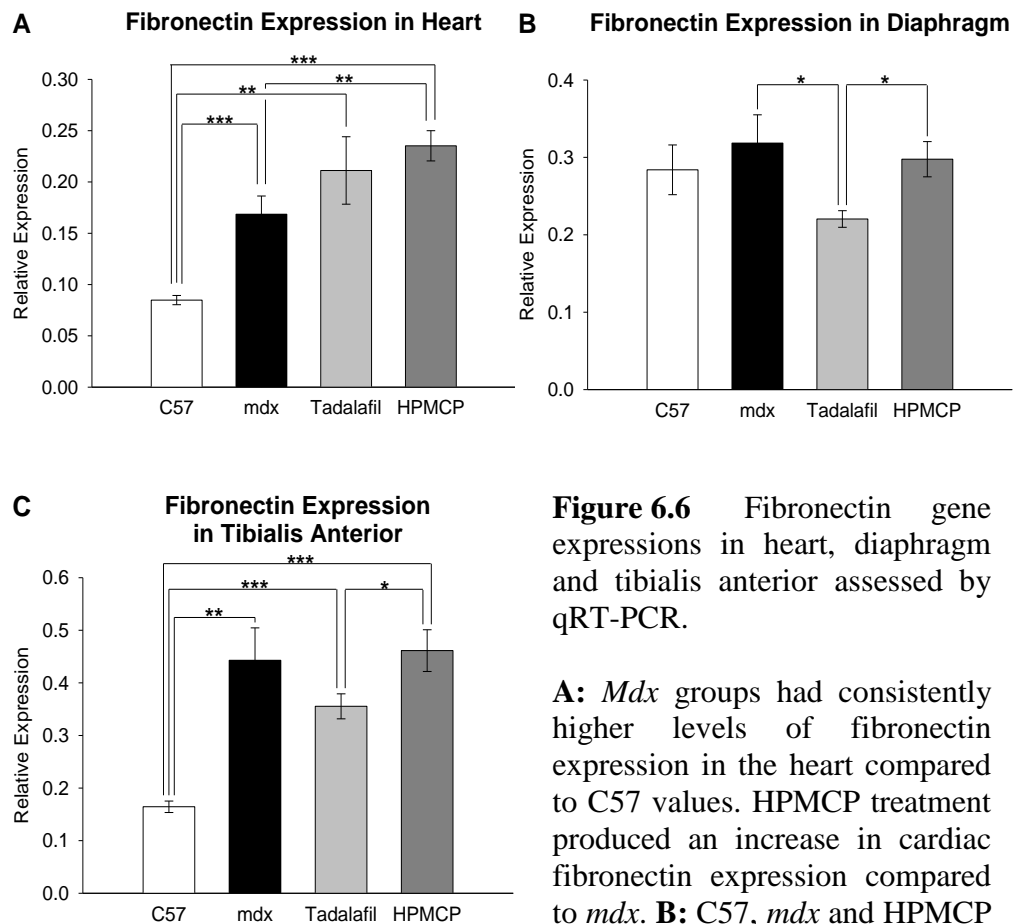 A
Fibronectin Expression in Heart
***
**
**
***
0.30
0.25
0.20
0.15
0.10
0.05
0.00
Relative Expression
C57 mdx Tadalafil HPMCP
B
Fibronectin Expression in Diaphragm
*
*
0.4
0.3
0.2
0.1
0.0
Relative Expression
C57 mdx Tadalafil HPMCP
C
Fibronectin Expression
in Tibialis Anterior
***
***
*
**
0.6
0.5
0.4
0.3
0.2
0.1
0.0
Relative Expression
C57 mdx Tadalafil HPMCP
Figure 6.6 Fibronectin gene
expressions in heart, diaphragm
and tibialis anterior assessed by
qRT-PCR.
A: Mdx groups had consistently
higher levels of fibronectin
expression in the heart compared
to C57 values. HPMCP treatment
produced an increase in cardiac
fibronectin expression compared
to mdx. B: C57, mdx and HPMCP